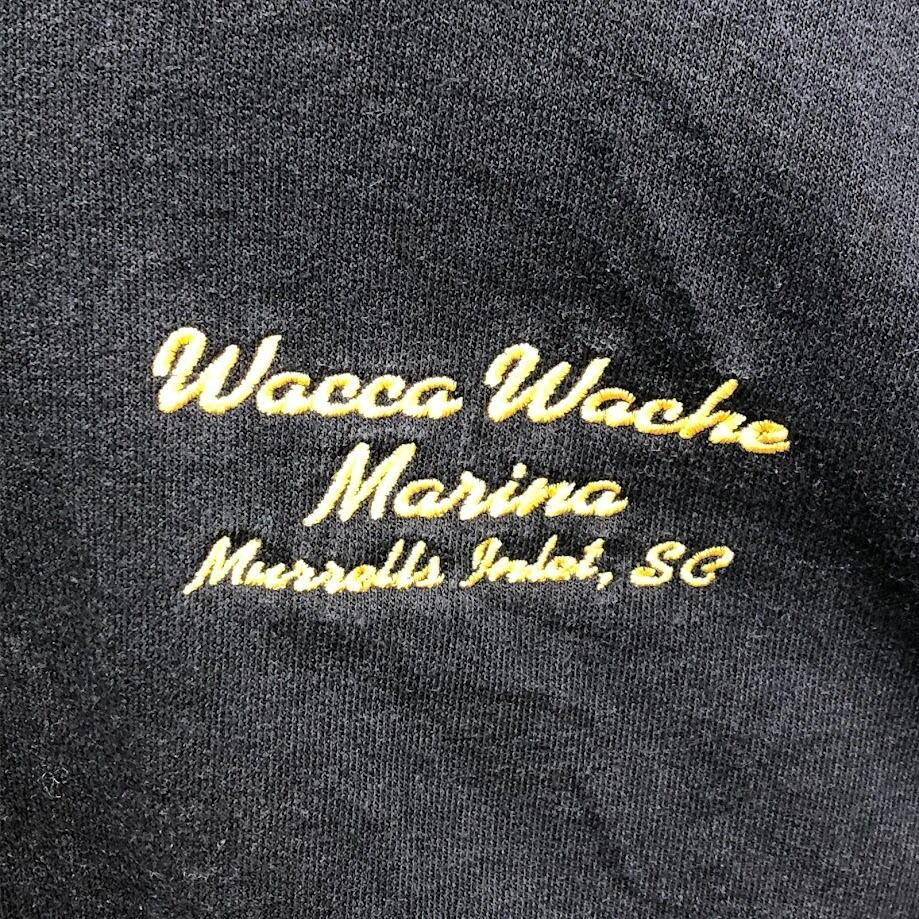 Wacca Wache
Marina
Murrells Inlet, SC